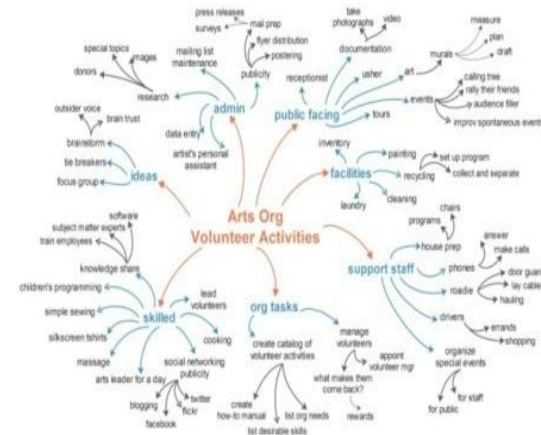 Arts Org
Volunteer Activities
admin
mailing list
maintenance
research
special topics
images
donors
data entry
artist's personal
assistant
publicity
mail prep
press releases
surveys
flyer distribution
postering
public facing
receptionist
documentation
take
photographs
video
usher
art
murals
measure
plan
draft
events
calling tree
rally their friends
audience filler
improv spontaneous event
tours
facilities
inventory
painting
recycling
set up program
collect and separate
cleaning
laundry
support staff
house prep
chairs
programs
phones
answer
make calls
roadie
door guard
lay cable
hauling
drivers
errands
shopping
organize
special events
for staff
for public
org tasks
create catalog of
volunteer activities
create
how-to manual
list desirable skills
list org needs
manage
volunteers
appoint
volunteer mgr
what makes them
come back?
rewards
skilled
knowledge share
software
subject matter experts
train employees
children's programming
simple sewing
silkscreen tshirts
massage
arts leader for a day
social networking
publicity
blogging
facebook
flickr
twitter
cooking
lead
volunteers
ideas
brainstorm
outsider voice
brain trust
tie breakers
focus group